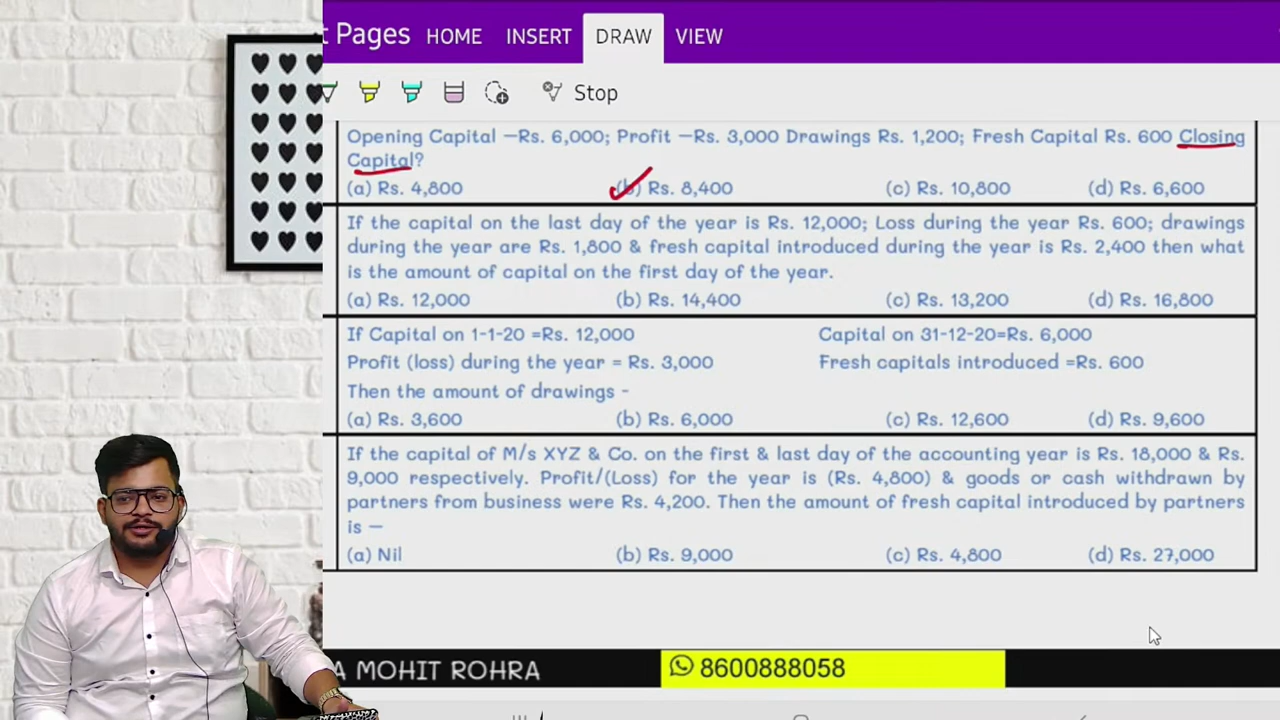 t Pages HOME INSERT DRAW VIEW
Stop
Opening Capital –Rs. 6,000; Profit –Rs. 3,000 Drawings Rs. 1,200; Fresh Capital Rs. 600 Closing
Capital?
(a) Rs. 4,800 (b) Rs. 8,400 (c) Rs. 10,800 (d) Rs. 6,600
If the capital on the last day of the year is Rs. 12,000; Loss during the year Rs. 600; drawings
during the year are Rs. 1,800 & fresh capital introduced during the year is Rs. 2,400 then what
is the amount of capital on the first day of the year.
(a) Rs. 12,000 (b) Rs. 14,400 (c) Rs. 13,200 (d) Rs. 16,800
If Capital on 1-1-20 =Rs. 12,000 Capital on 31-12-20=Rs. 6,000
Profit (loss) during the year = Rs. 3,000 Fresh capitals introduced =Rs. 600
Then the amount of drawings -
(a) Rs. 3,600 (b) Rs. 6,000 (c) Rs. 12,600 (d) Rs. 9,600
If the capital of M/s XYZ & Co. on the first & last day of the accounting year is Rs. 18,000 & Rs.
9,000 respectively. Profit/(Loss) for the year is (Rs. 4,800) & goods or cash withdrawn by
partners from business were Rs. 4,200. Then the amount of fresh capital introduced by partners
is –
(a) Nil (b) Rs. 9,000 (c) Rs. 4,800 (d) Rs. 27,000
A MOHIT ROHRA 8600888058